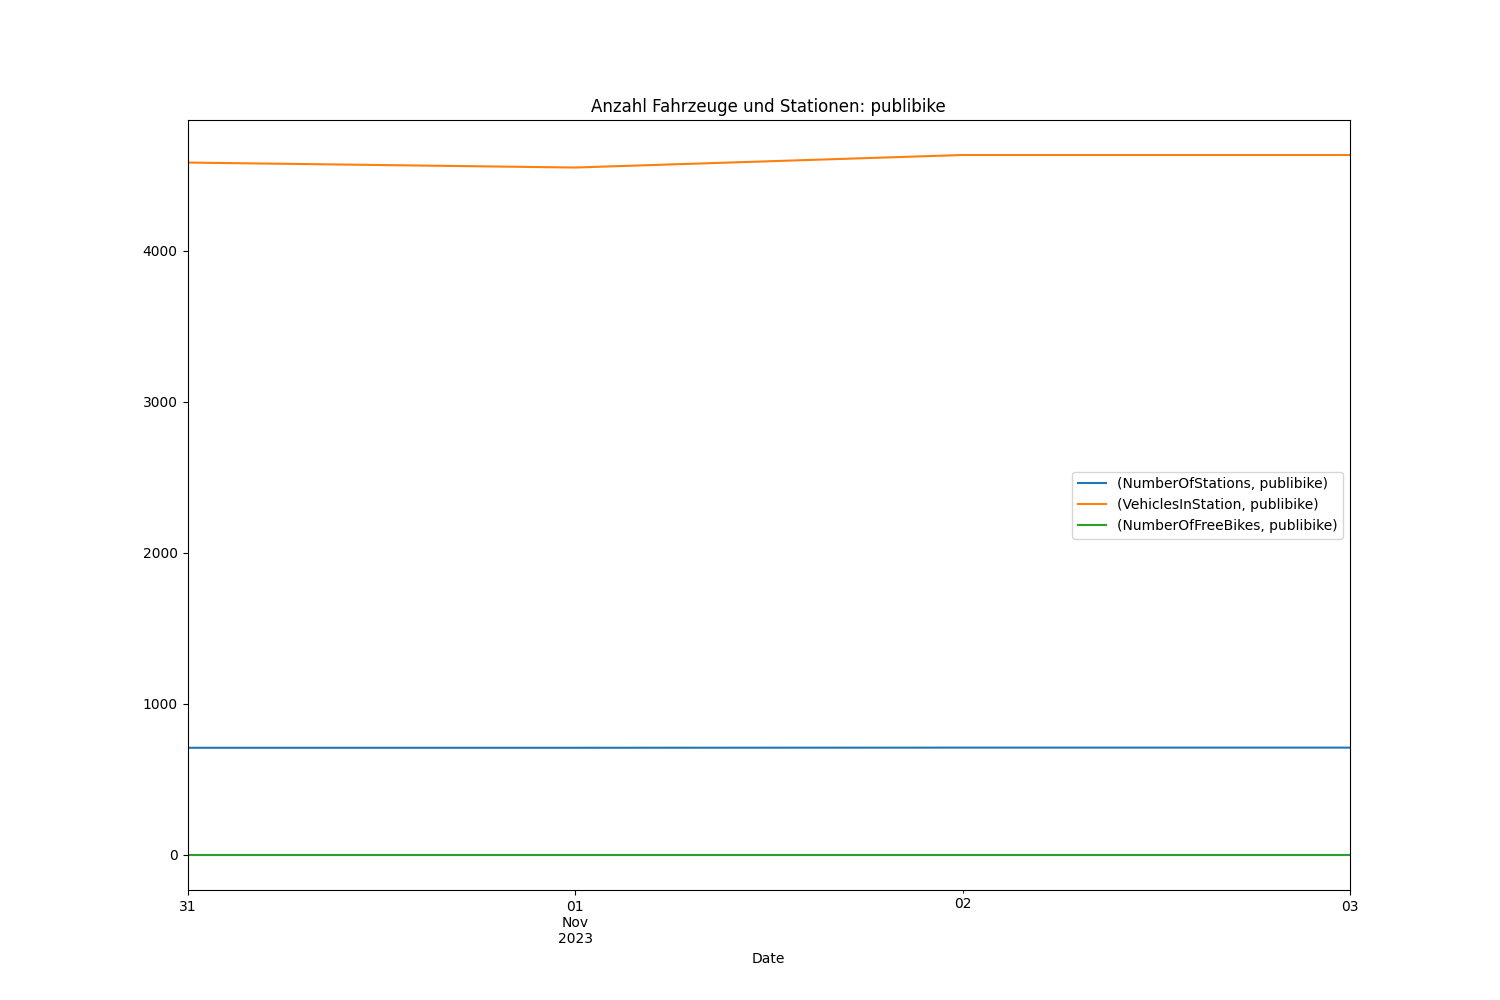 Anzahl Fahrzeuge und Stationen: publibike
4000
3000
2000
1000
0
(NumberOfStations, publibike)
(VehiclesInStation, publibike)
(NumberOfFreeBikes, publibike)
31
01
Nov
2023
02
03
Date